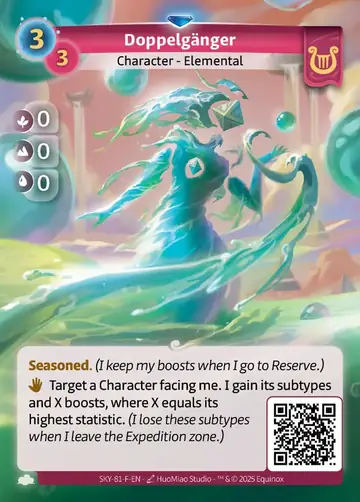 3
Doppelgänger
3
Character - Elemental
0
0
0
Seasoned. (I keep my boosts when I go to Reserve.)
Target a Character facing me. I gain its subtypes
and X boosts, where X equals its
highest statistic. (I lose these subtypes
when I leave the Expedition zone.)
SKY-81-F-EN - HuoMiao Studio - ™ & © 2025 Equinox